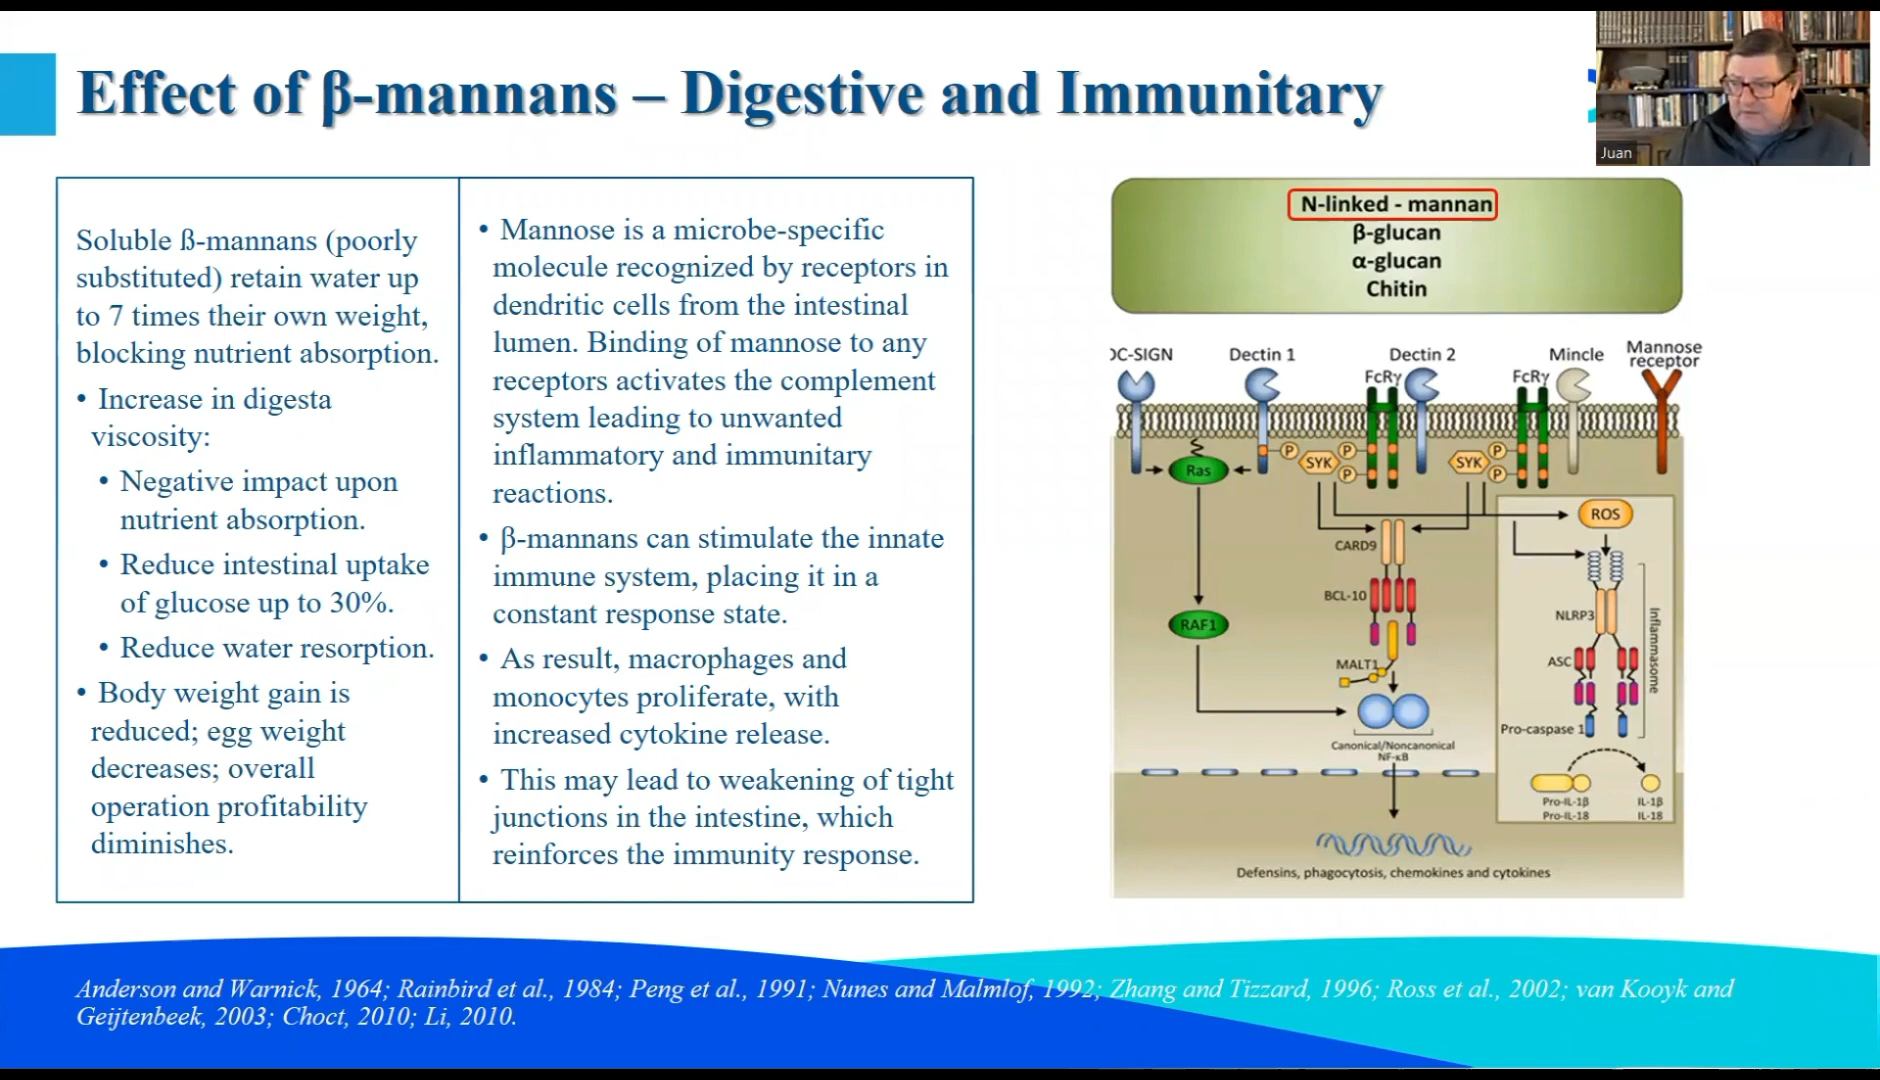 Effect of β-mannans – Digestive and Immunitary
Juan
Soluble ß-mannans (poorly
substituted) retain water up
to 7 times their own weight,
blocking nutrient absorption.
• Increase in digesta
viscosity:
• Negative impact upon
nutrient absorption.
• Reduce intestinal uptake
of glucose up to 30%.
• Reduce water resorption.
• Body weight gain is
reduced; egg weight
decreases; overall
operation profitability
diminishes.
• Mannose is a microbe-specific
molecule recognized by receptors in
dendritic cells from the intestinal
lumen. Binding of mannose to any
receptors activates the complement
system leading to unwanted
inflammatory and immunitary
reactions.
• β-mannans can stimulate the innate
immune system, placing it in a
constant response state.
• As result, macrophages and
monocytes proliferate, with
increased cytokine release.
• This may lead to weakening of tight
junctions in the intestine, which
reinforces the immunity response.
N-linked - mannan
β-glucan
α-glucan
Chitin
DC-SIGN
Dectin 1
Dectin 2
Mincle
Mannose
receptor
FcRγ
FcRγ
P
P
P
P
P
SYK
SYK
Ras
ROS
CARD9
BCL-10
RAF1
NLRP3
Inflammasome
ASC
MALT1
Pro-caspase 1
Canonical/Noncanonical
NF-κB
Pro-IL-1β
Pro-IL-18
IL-1β
IL-18
Defensins, phagocytosis, chemokines and cytokines
Anderson and Warnick, 1964; Rainbird et al., 1984; Peng et al., 1991; Nunes and Malmlof, 1992; Zhang and Tizzard, 1996; Ross et al., 2002; van Kooyk and
Geijtenbeek, 2003; Choct, 2010; Li, 2010.